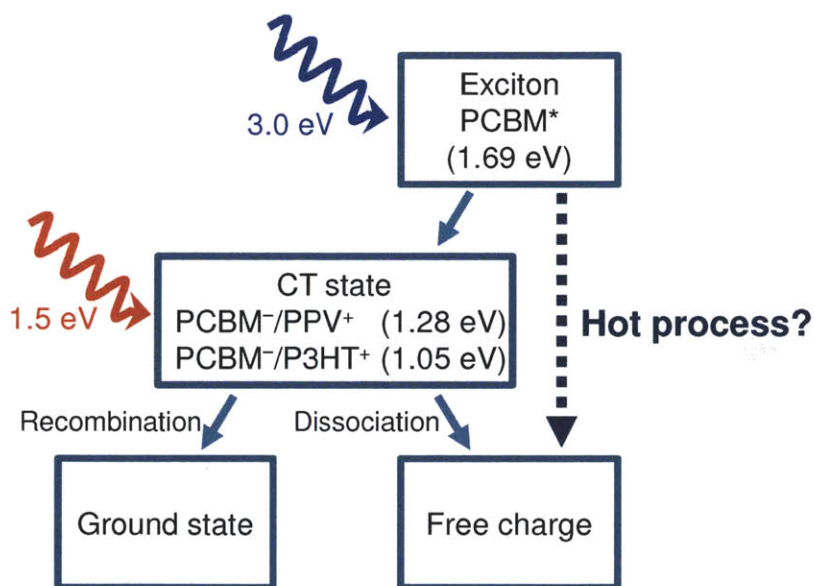 Exciton
PCBM*
(1.69 eV)
3.0 eV
CT state
PCBM⁻/PPV⁺ (1.28 eV)
PCBM⁻/P3HT⁺ (1.05 eV)
1.5 eV
Hot process?
Recombination
Dissociation
Ground state
Free charge